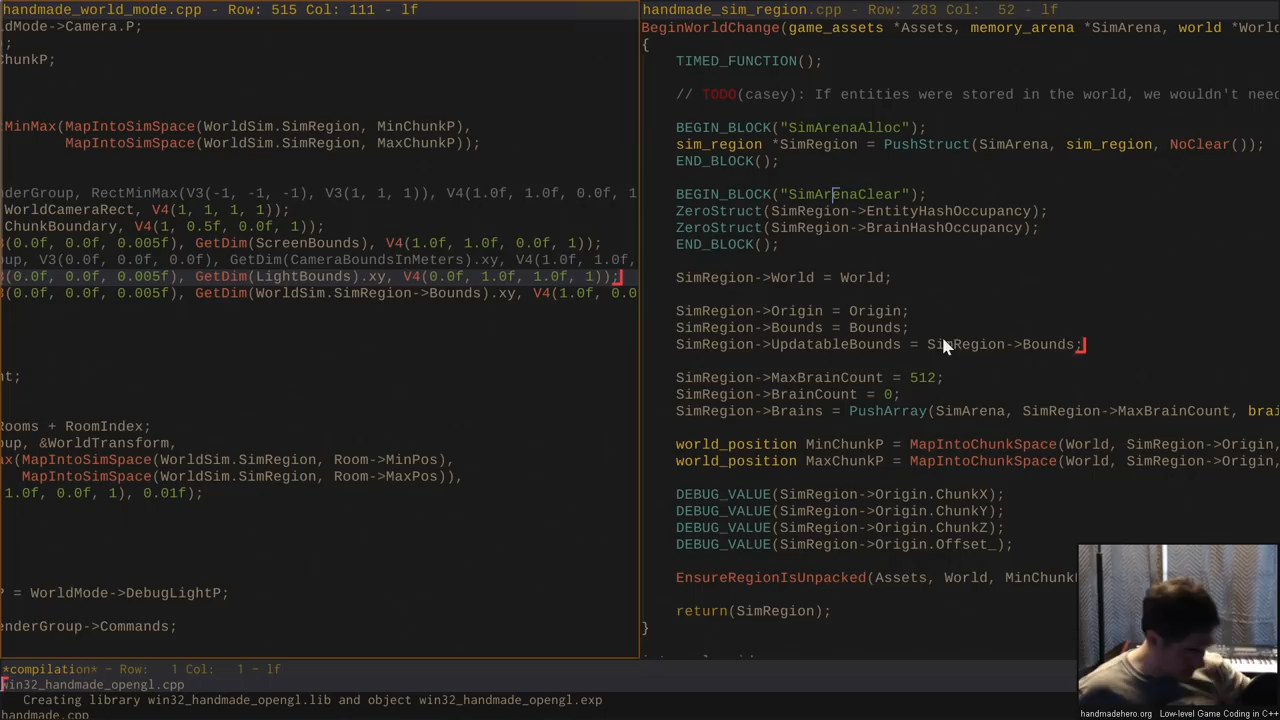 handmade_world_mode.cpp - Row: 515 Col: 111 - lf
dMode->Camera.P;
);
ChunkP;
MinMax(MapIntoSimSpace(WorldSim.SimRegion, MinChunkP),
MapIntoSimSpace(WorldSim.SimRegion, MaxChunkP));
nderGroup, RectMinMax(V3(-1, -1, -1), V3(1, 1, 1)), V4(1.0f, 1.0f, 0.0f, 1
WorldCameraRect, V4(1, 1, 1, 1));
ChunkBoundary, V4(1, 0.5f, 0.0f, 1);
(0.0f, 0.0f, 0.005f), GetDim(ScreenBounds), V4(1.0f, 1.0f, 0.0f, 1));
up, V3(0.0f, 0.0f, 0.0f), GetDim(CameraBoundsInMeters).xy, V4(1.0f, 1.0f,
(0.0f, 0.0f, 0.005f), GetDim(LightBounds).xy, V4(0.0f, 1.0f, 1.0f, 1));
(0.0f, 0.0f, 0.005f), GetDim(WorldSim.SimRegion->Bounds).xy, V4(1.0f, 0.0
t;
Rooms + RoomIndex;
oup, &WorldTransform,
ax(MapIntoSimSpace(WorldSim.SimRegion, Room->MinPos),
MapIntoSimSpace(WorldSim.SimRegion, Room->MaxPos)),
1.0f, 0.0f, 1), 0.01f);
P = WorldMode->DebugLightP;
enderGroup->Commands;
handmade_sim_region.cpp - Row: 283 Col:  52 - lf
BeginWorldChange(game_assets *Assets, memory_arena *SimArena, world *Worl
{
TIMED_FUNCTION();
// TODO(casey): If entities were stored in the world, we wouldn't nee
BEGIN_BLOCK("SimArenaAlloc");
sim_region *SimRegion = PushStruct(SimArena, sim_region, NoClear());
END_BLOCK();
BEGIN_BLOCK("SimArenaClear");
ZeroStruct(SimRegion->EntityHashOccupancy);
ZeroStruct(SimRegion->BrainHashOccupancy);
END_BLOCK();
SimRegion->World = World;
SimRegion->Origin = Origin;
SimRegion->Bounds = Bounds;
SimRegion->UpdatableBounds = SimRegion->Bounds;
SimRegion->MaxBrainCount = 512;
SimRegion->BrainCount = 0;
SimRegion->Brains = PushArray(SimArena, SimRegion->MaxBrainCount, brai
world_position MinChunkP = MapIntoChunkSpace(World, SimRegion->Origin,
world_position MaxChunkP = MapIntoChunkSpace(World, SimRegion->Origin,
DEBUG_VALUE(SimRegion->Origin.ChunkX);
DEBUG_VALUE(SimRegion->Origin.ChunkY);
DEBUG_VALUE(SimRegion->Origin.ChunkZ);
DEBUG_VALUE(SimRegion->Origin.Offset_);
EnsureRegionIsUnpacked(Assets, World, MinChunk
return(SimRegion);
}
*compilation* - Row:   1 Col:   1 - lf
win32_handmade_opengl.cpp
Creating library win32_handmade_opengl.lib and object win32_handmade_opengl.exp
handmade.cpp
handmadehero.org  Low-level Game Coding in C++